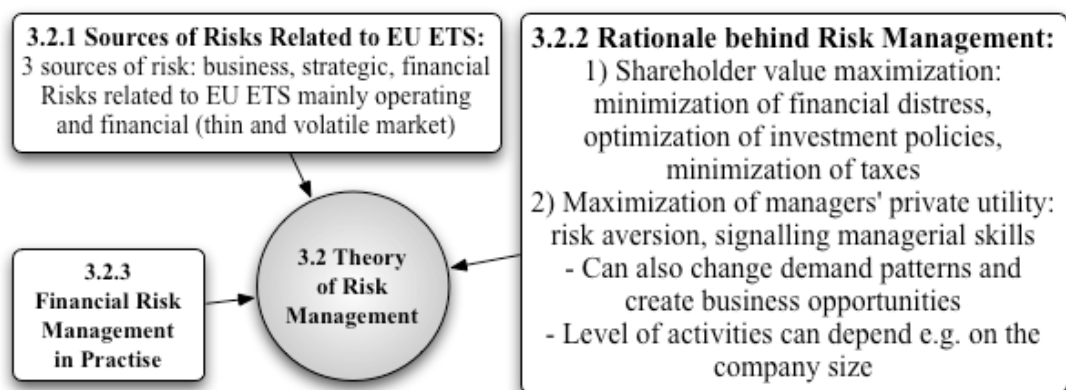 3.2.1 Sources of Risks Related to EU ETS:
3 sources of risk: business, strategic, financial
Risks related to EU ETS mainly operating
and financial (thin and volatile market)
3.2.2 Rationale behind Risk Management:
1) Shareholder value maximization:
minimization of financial distress,
optimization of investment policies,
minimization of taxes
2) Maximization of managers' private utility:
risk aversion, signalling managerial skills
- Can also change demand patterns and
create business opportunities
- Level of activities can depend e.g. on the
company size
3.2 Theory
of Risk
Management
3.2.3
Financial Risk
Management
in Practise